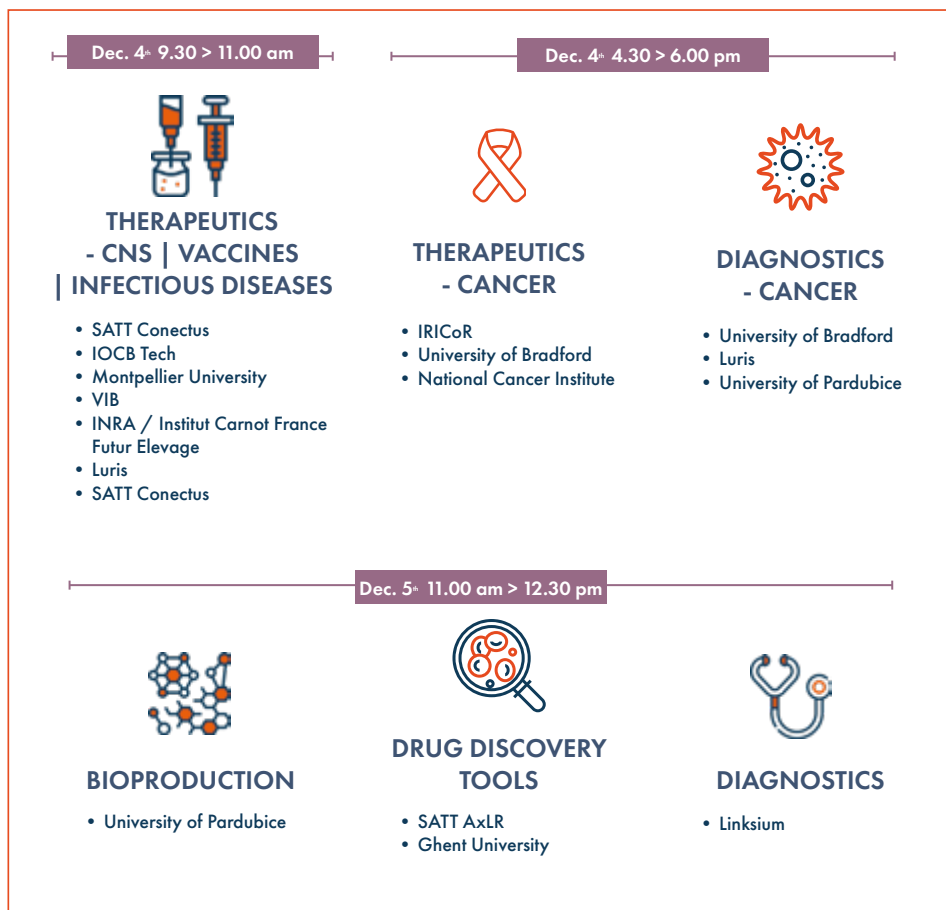 Dec. 4th 9.30 > 11.00 am
THERAPEUTICS
- CNS | VACCINES
| INFECTIOUS DISEASES
• SATT Conectus
• IOCB Tech
• Montpellier University
• VIB
• INRA / Institut Carnot France
Futur Elevage
• Luris
• SATT Conectus
Dec. 4th 4.30 > 6.00 pm
THERAPEUTICS
- CANCER
• IRICoR
• University of Bradford
• National Cancer Institute
DIAGNOSTICS
- CANCER
• University of Bradford
• Luris
• University of Pardubice
Dec. 5th 11.00 am > 12.30 pm
BIOPRODUCTION
• University of Pardubice
DRUG DISCOVERY
TOOLS
• SATT AxLR
• Ghent University
DIAGNOSTICS
• Linksium